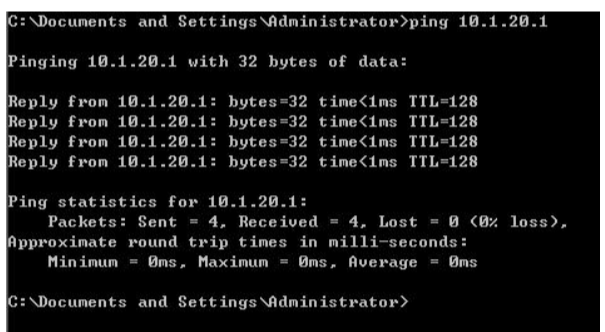 C:\Documents and Settings\Administrator>ping 10.1.20.1
Pinging 10.1.20.1 with 32 bytes of data:
Reply from 10.1.20.1: bytes=32 time<1ms TTL=128
Reply from 10.1.20.1: bytes=32 time<1ms TTL=128
Reply from 10.1.20.1: bytes=32 time<1ms TTL=128
Reply from 10.1.20.1: bytes=32 time<1ms TTL=128
Ping statistics for 10.1.20.1:
Packets: Sent = 4, Received = 4, Lost = 0 (0% loss),
Approximate round trip times in milli-seconds:
Minimum = 0ms, Maximum = 0ms, Average = 0ms
C:\Documents and Settings\Administrator>